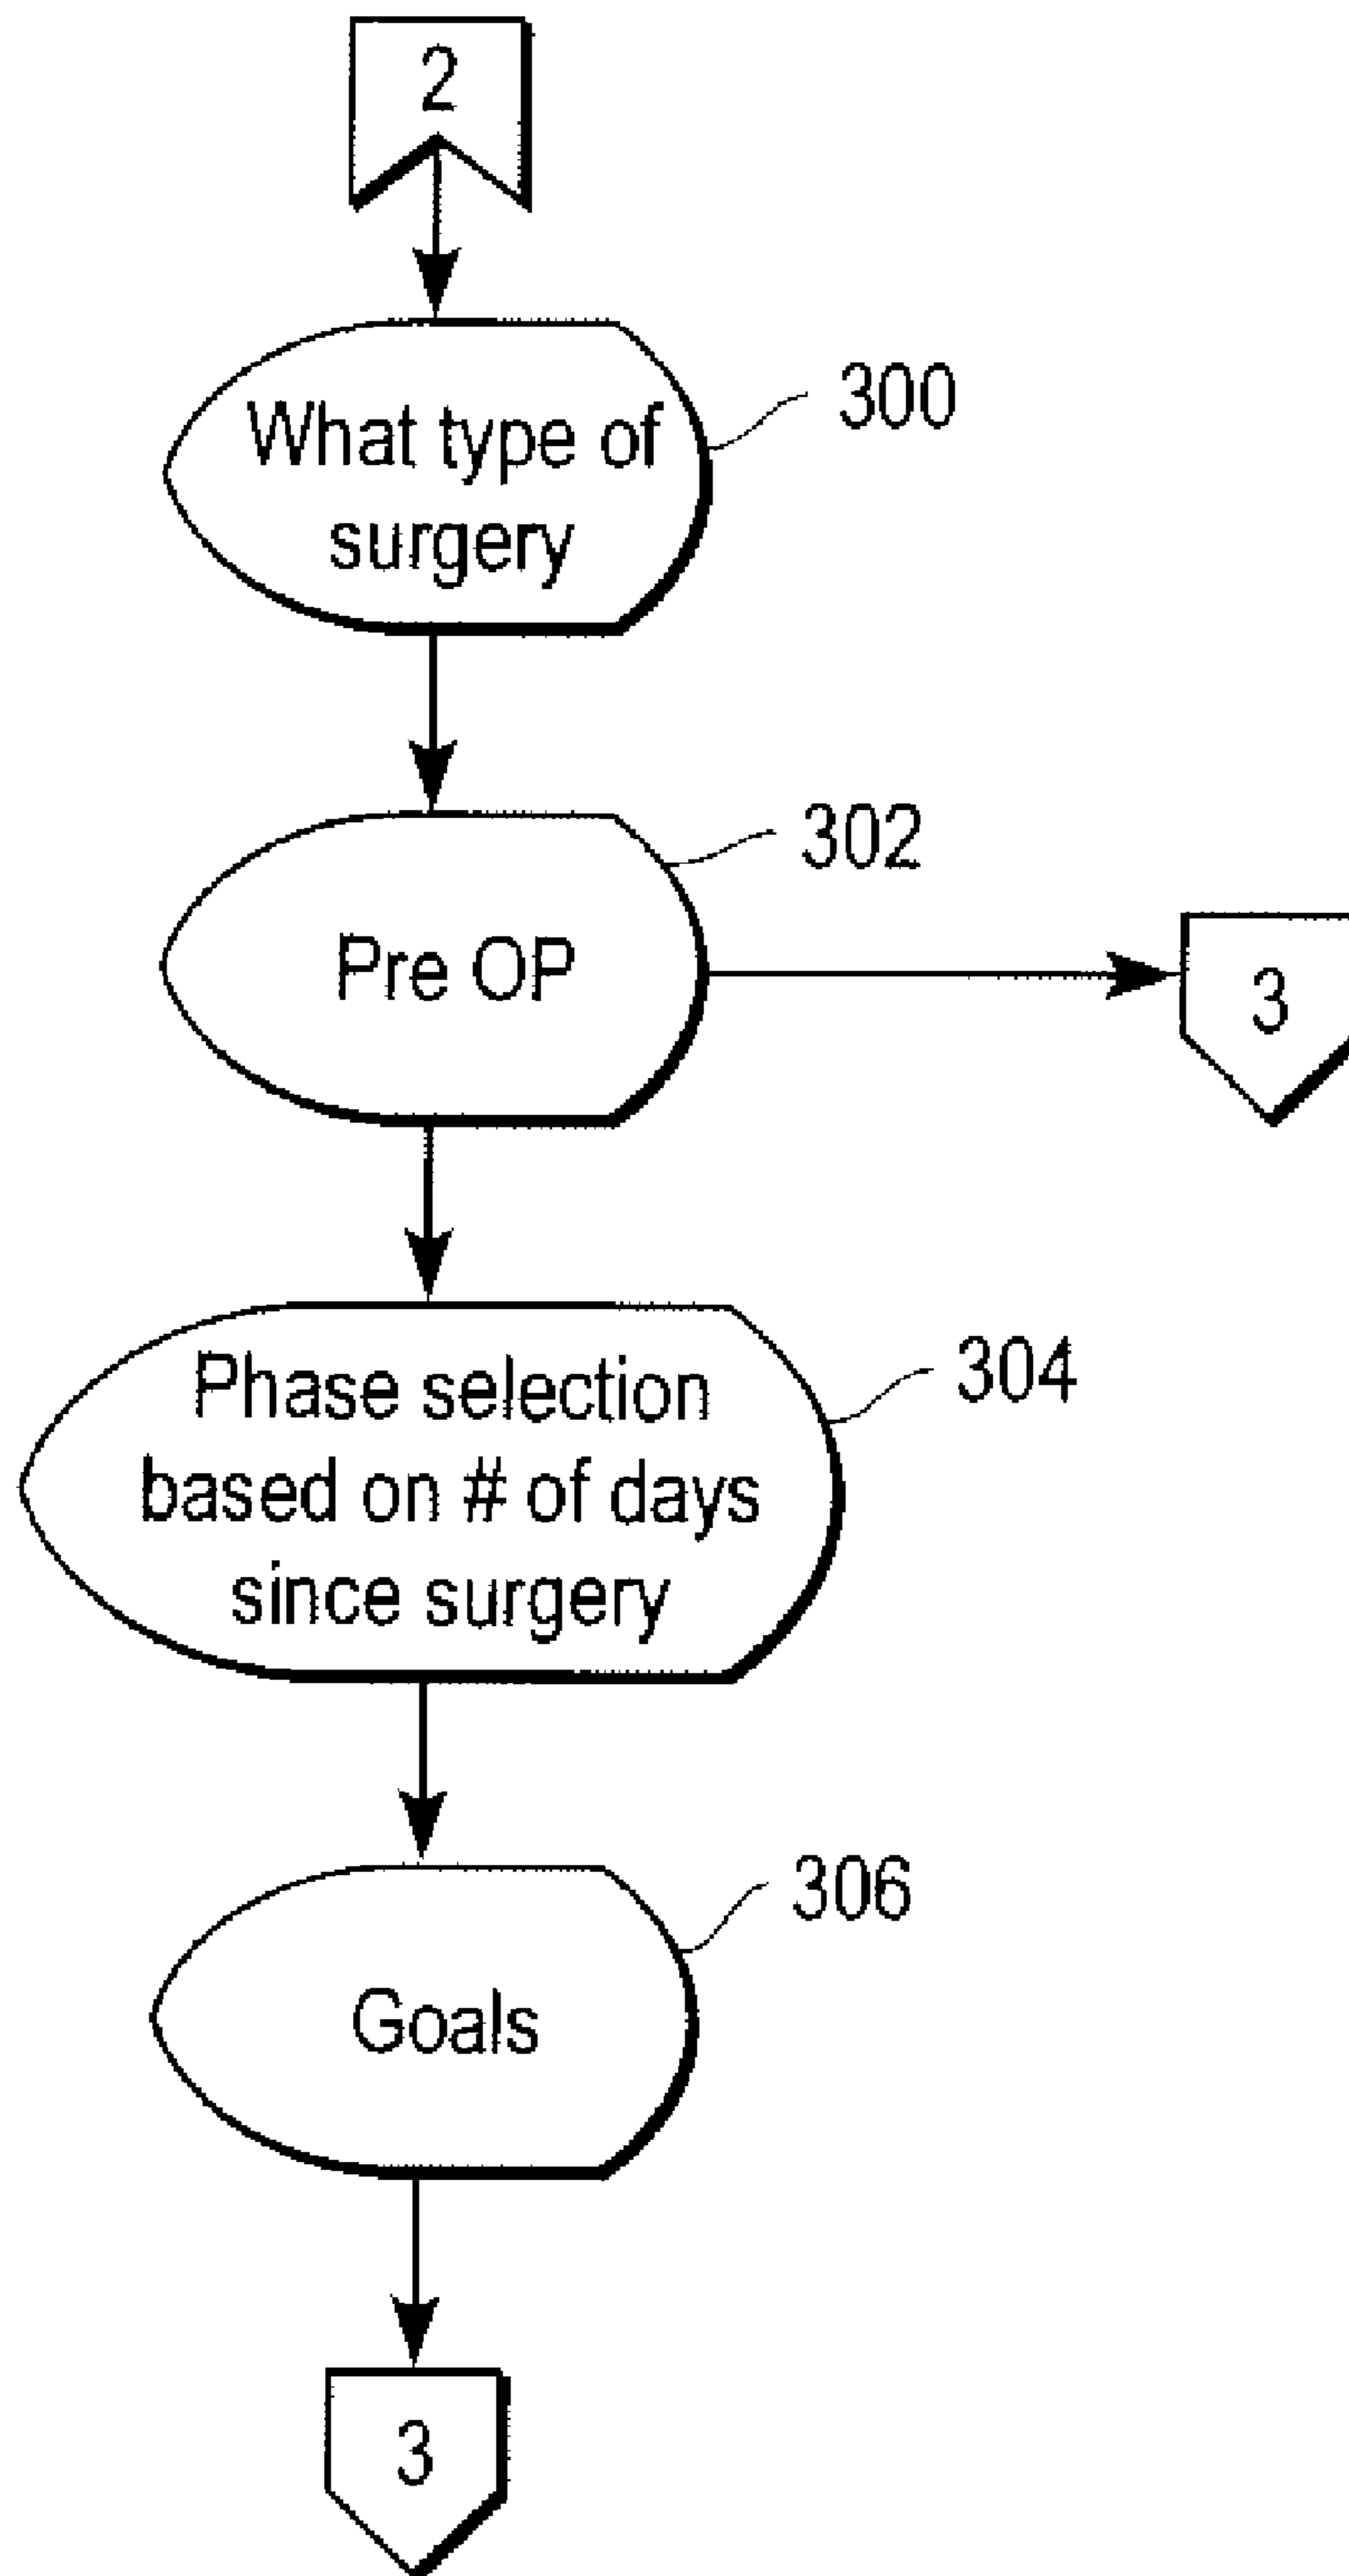 2
What type of
surgery
300
Pre OP
302
3
Phase selection
based on # of days
since surgery
304
Goals
306
3